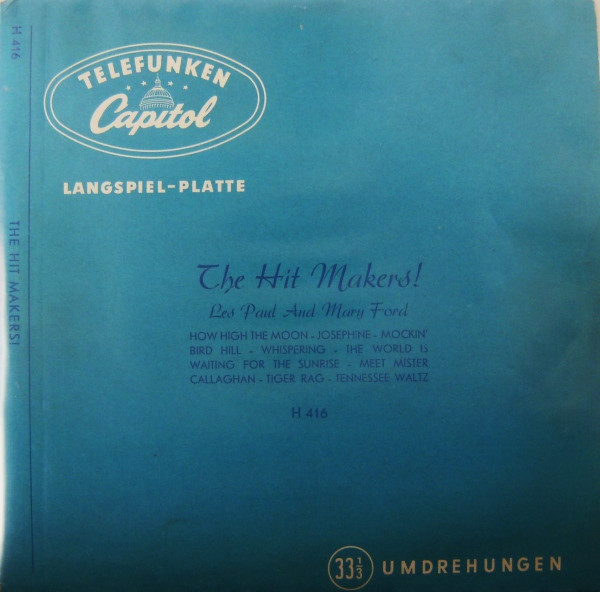 H 416
THE HIT MAKERS!
TELEFUNKEN
Capitol
LANGSPIEL-PLATTE
The Hit Makers!
Les Paul And Mary Ford
HOW HIGH THE MOON - JOSEPHINE - MOCKIN'
BIRD HILL - WHISPERING - THE WORLD IS
WAITING FOR THE SUNRISE - MEET MISTER
CALLAGHAN - TIGER RAG - TENNESSEE WALTZ
H 416
33 1/3 UMDREHUNGEN